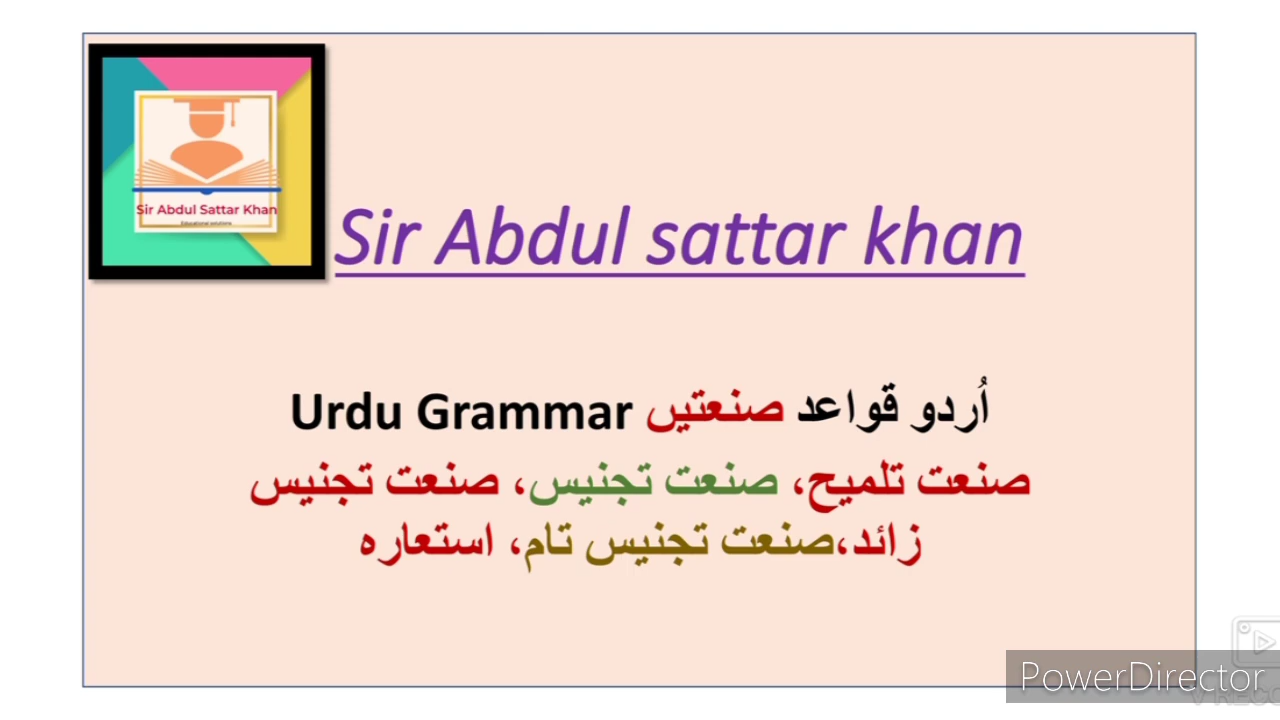 Sir Abdul Sattar Khan
Educational solutions
Sir Abdul sattar khan
اُردو قواعد صنعتیں Urdu Grammar
صنعت تلمیح، صنعت تجنیس، صنعت تجنیس
زائد،صنعت تجنیس تام، استعارہ
PowerDirector